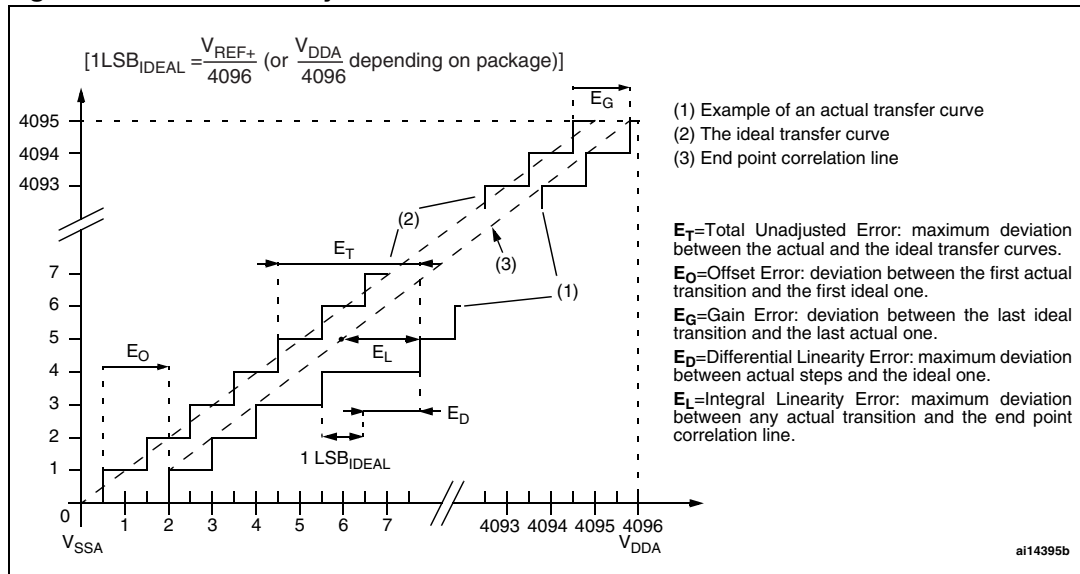 [1LSB_IDEAL = V_REF+/4096 (or V_DDA/4096 depending on package)]
E_G
4095
4094
4093
(1) Example of an actual transfer curve
(2) The ideal transfer curve
(3) End point correlation line
(2)
E_T
(3)
(1)
7
6
5
4
3
2
1
0
E_O
E_L
E_D
1 LSB_IDEAL
E_T=Total Unadjusted Error: maximum deviation
between the actual and the ideal transfer curves.
E_O=Offset Error: deviation between the first actual
transition and the first ideal one.
E_G=Gain Error: deviation between the last ideal
transition and the last actual one.
E_D=Differential Linearity Error: maximum deviation
between actual steps and the ideal one.
E_L=Integral Linearity Error: maximum deviation
between any actual transition and the end point
correlation line.
1 2 3 4 5 6 7 4093 4094 4095 4096
V_SSA V_DDA
ai14395b